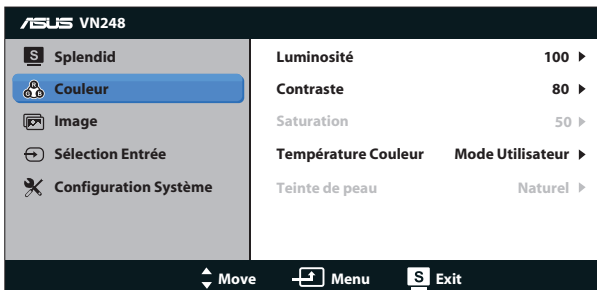 ASUS VN248
S Splendid
Couleur
Image
Sélection Entrée
Configuration Système
Luminosité 100
Contraste 80
Saturation 50
Température Couleur Mode Utilisateur
Teinte de peau Naturel
Move Menu S Exit